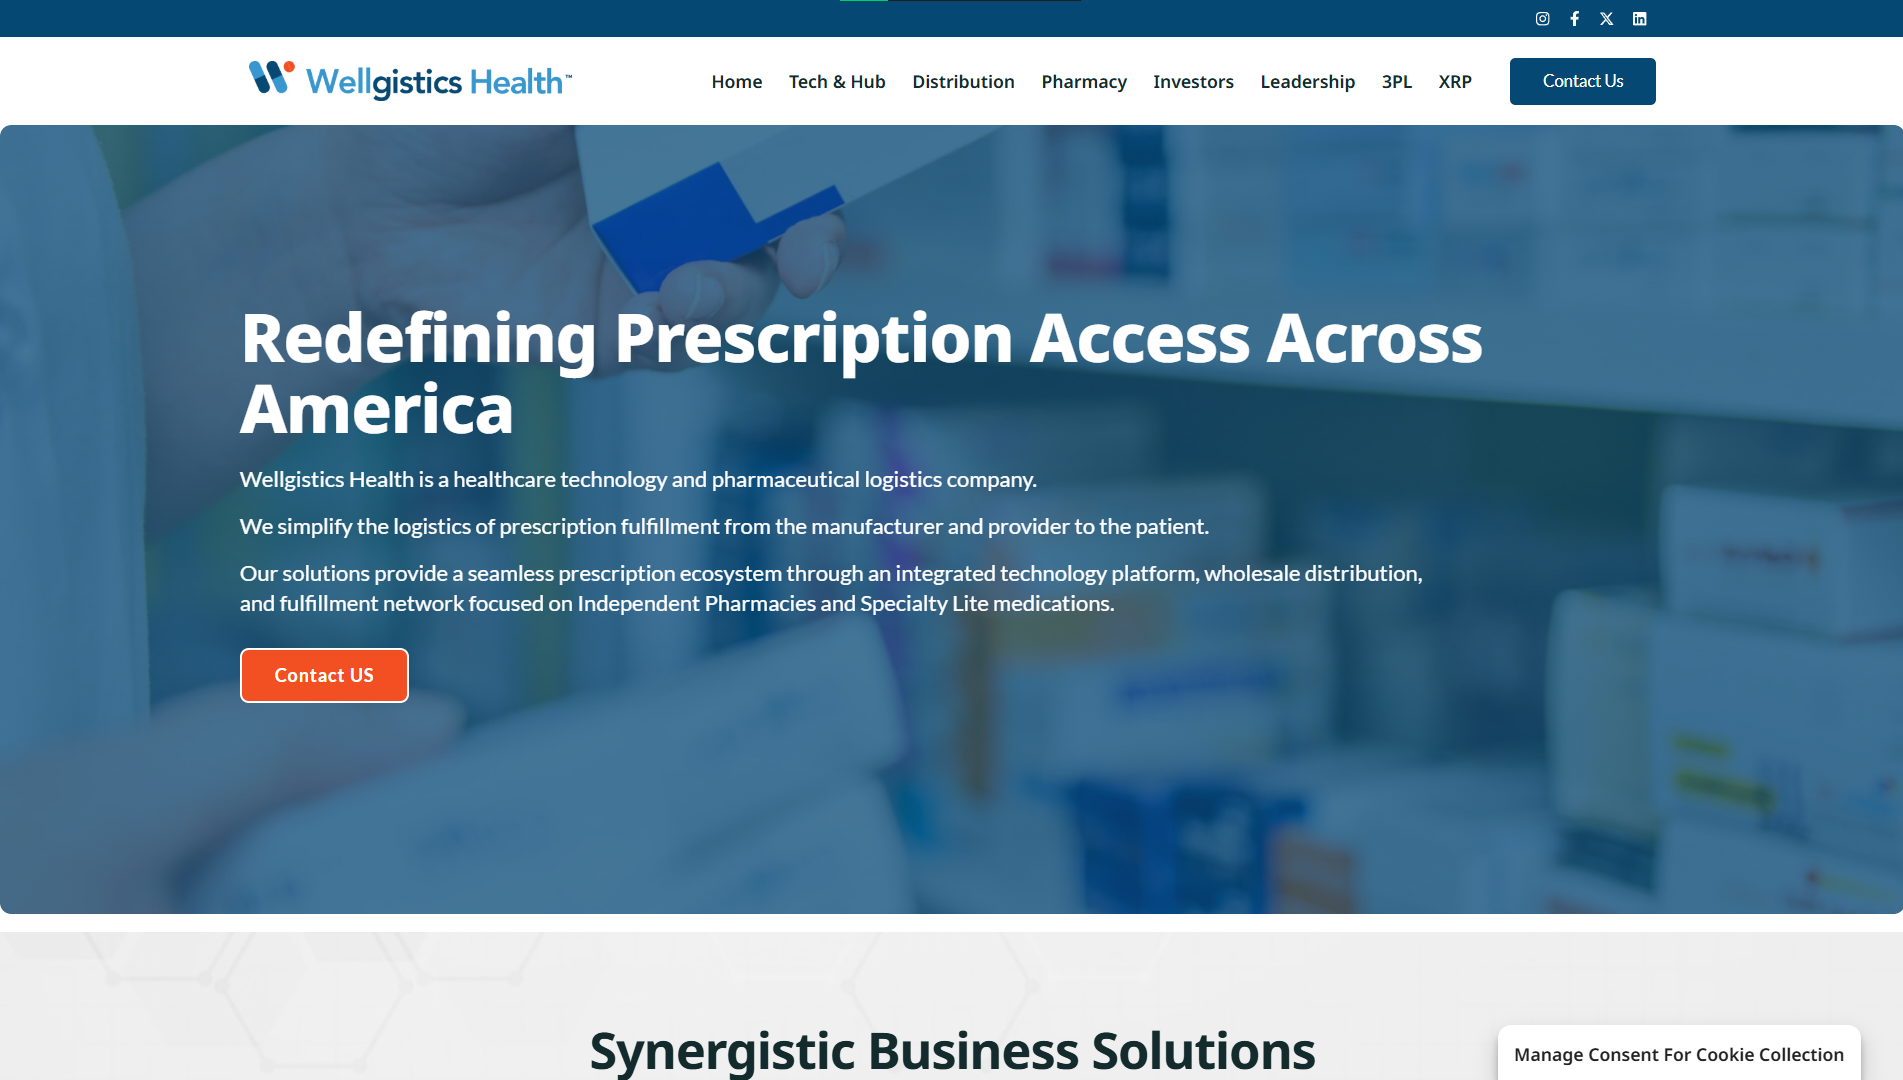 Wellgistics Health™
Home Tech & Hub Distribution Pharmacy Investors Leadership 3PL XRP Contact Us
Redefining Prescription Access Across
America
Wellgistics Health is a healthcare technology and pharmaceutical logistics company.
We simplify the logistics of prescription fulfillment from the manufacturer and provider to the patient.
Our solutions provide a seamless prescription ecosystem through an integrated technology platform, wholesale distribution,
and fulfillment network focused on Independent Pharmacies and Specialty Lite medications.
Contact US
Synergistic Business Solutions
Manage Consent For Cookie Collection